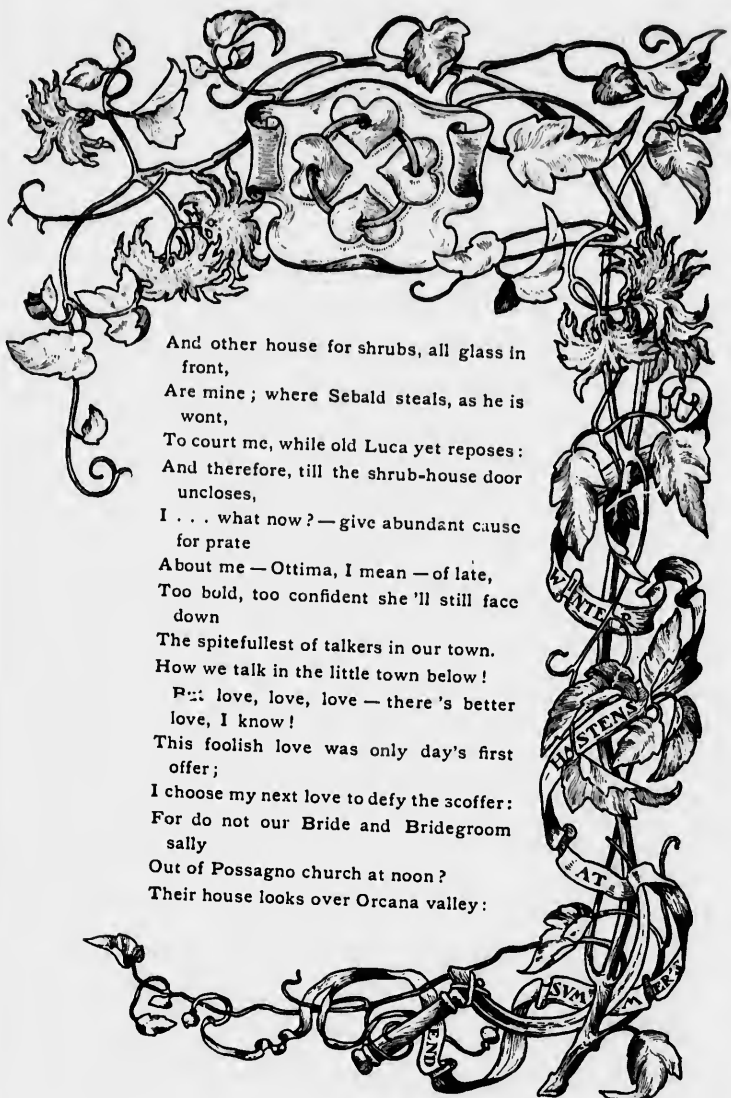 And other house for shrubs, all glass in
front,
Are mine; where Sebald steals, as he is
wont,
To court me, while old Luca yet reposes:
And therefore, till the shrub-house door
uncloses,
I . . . what now? — give abundant cause
for prate
About me — Ottima, I mean — of late,
Too bold, too confident she 'll still face
down
The spitefullest of talkers in our town.
How we talk in the little town below!
But love, love, love — there 's better
love, I know!
This foolish love was only day's first
offer;
I choose my next love to defy the scoffer:
For do not our Bride and Bridegroom
sally
Out of Possagno church at noon?
Their house looks over Orcana valley:
WINTER
HASTENS
AT
SVMMER'S
END